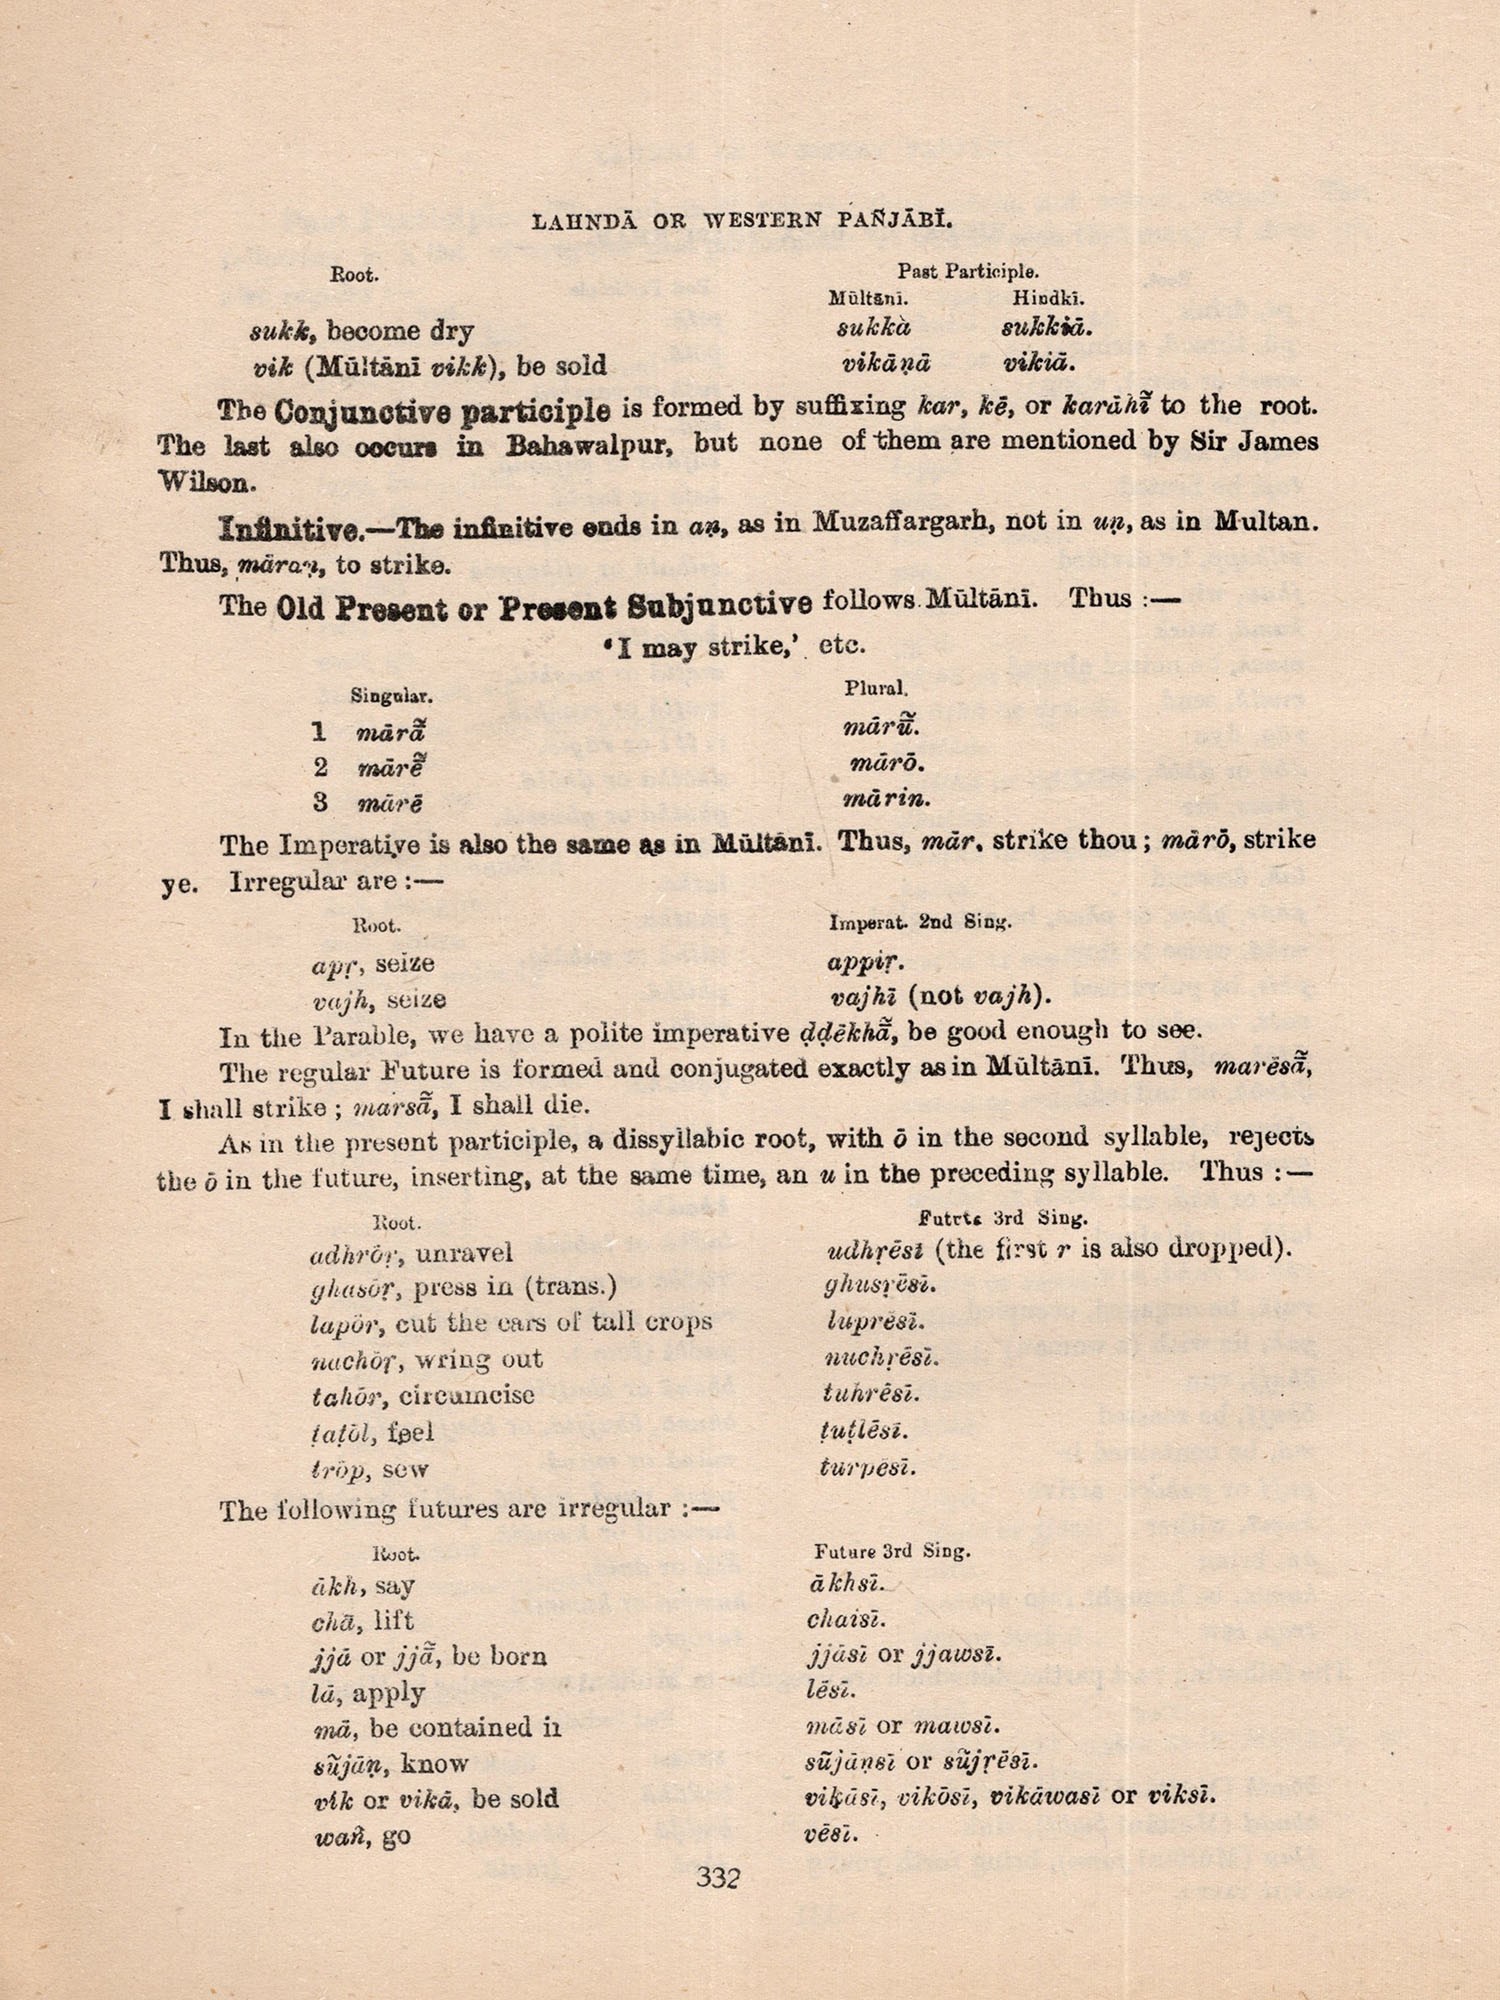 LAHNDĀ OR WESTERN PAÑJĀBĪ.
Root. Past Participle.
Mūltānī. Hindkī.
sukk, become dry sukkà sukkiā.
vik (Mūltānī vikk), be sold vikāṇā vikiā.
The Conjunctive participle is formed by suffixing kar, kē, or karāhī̃ to the root.
The last also occurs in Bahawalpur, but none of them are mentioned by Sir James
Wilson.
Infinitive.—The infinitive ends in aṇ, as in Muzaffargarh, not in uṇ, as in Multan.
Thus, māraṇ, to strike.
The Old Present or Present Subjunctive follows Mūltānī. Thus :—
‘I may strike,’ etc.
Singular. Plural.
1 mārā̃ mārū̃.
2 mārē̃ mārō.
3 mārē mārin.
The Imperative is also the same as in Mūltānī. Thus, mār, strike thou ; mārō, strike
ye. Irregular are :—
Root. Imperat. 2nd Sing.
apṛ, seize appiṛ.
vajh, seize vajhī (not vajh).
In the Parable, we have a polite imperative ḍḍēkhā̃, be good enough to see.
The regular Future is formed and conjugated exactly as in Mūltānī. Thus, marēsā̃,
I shall strike ; marsā̃, I shall die.
As in the present participle, a dissyllabic root, with ō in the second syllable, rejects
the ō in the future, inserting, at the same time, an u in the preceding syllable. Thus :—
Root. Futrte 3rd Sing.
adhrōṛ, unravel udhṛēsī (the first r is also dropped).
ghasōṛ, press in (trans.) ghusṛēsī.
lapōr, cut the ears of tall crops luprēsī.
nachōṛ, wring out nuchṛēsī.
tahōr, circumcise tuhrēsī.
ṭaṭōl, feel ṭuṭlēsī.
trōp, sew turpēsī.
The following futures are irregular :—
Root. Future 3rd Sing.
ākh, say ākhsī.
chā, lift chaisī.
jjā or jjā̃, be born jjāsī or jjawsī.
lā, apply lēsī.
mā, be contained in māsī or mawsī.
sũjāṇ, know sũjāṇsī or sũjṛēsī.
vik or vikā, be sold vikāsī, vikōsī, vikāwasī or viksī.
wañ, go vēsī.
332